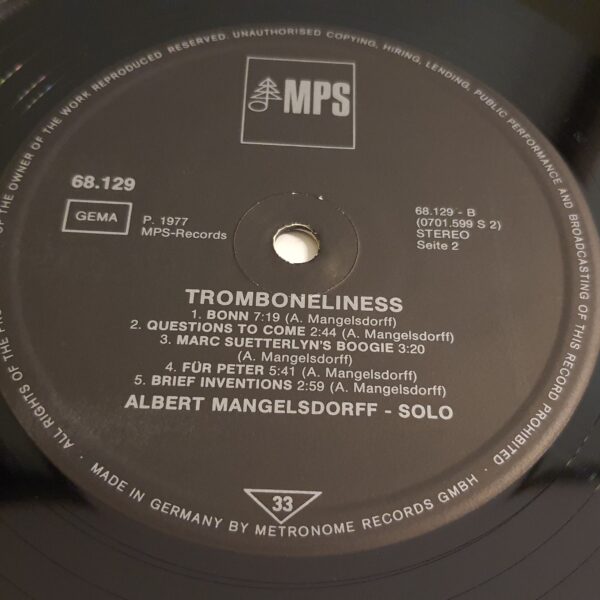 MPS
68.129
GEMA
P. 1977
MPS-Records
68.129 - B
(0701.599 S 2)
STEREO
Seite 2
TROMBONELINESS
1. BONN 7:19 (A. Mangelsdorff)
2. QUESTIONS TO COME 2:44 (A. Mangelsdorff)
3. MARC SUETTERLYN'S BOOGIE 3:20
(A. Mangelsdorff)
4. FÜR PETER 5:41 (A. Mangelsdorff)
5. BRIEF INVENTIONS 2:59 (A. Mangelsdorff)
ALBERT MANGELSDORFF - SOLO
33
· ALL RIGHTS OF THE
OF THE OWNER OF THE WORK REPRODUCED RESERVED. UNAUTHORISED COPYING, HIRING, LENDING, PUBLIC PERFORMANCE AND BROADCASTING OF THIS RECORD PROHIBITED ·
MADE IN GERMANY BY METRONOME RECORDS GMBH